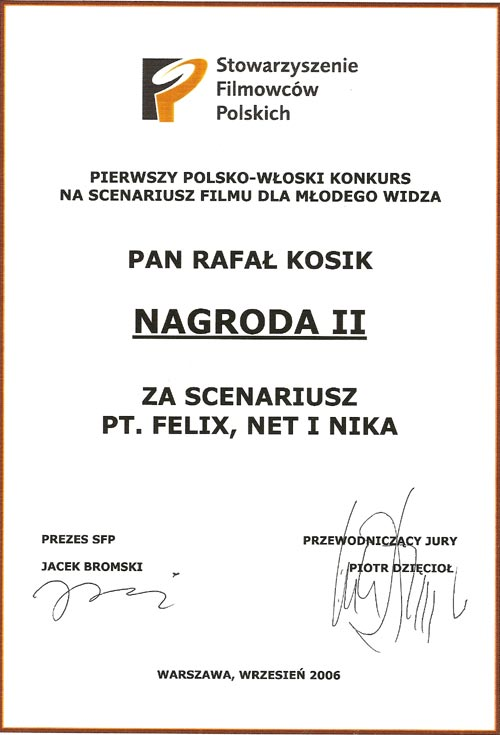 Stowarzyszenie
Filmowców
Polskich
PIERWSZY POLSKO-WŁOSKI KONKURS
NA SCENARIUSZ FILMU DLA MŁODEGO WIDZA
PAN RAFAŁ KOSIK
NAGRODA II
ZA SCENARIUSZ
PT. FELIX, NET I NIKA
PREZES SFP
JACEK BROMSKI
PRZEWODNICZĄCY JURY
PIOTR DZIĘCIOŁ
WARSZAWA, WRZESIEŃ 2006